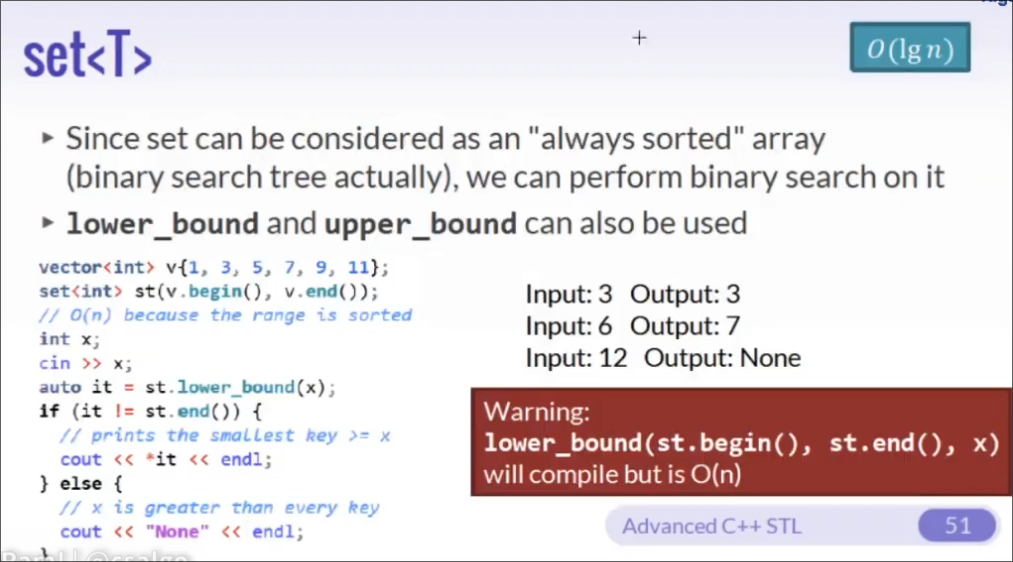 set<T>
O(lg n)
▸ Since set can be considered as an "always sorted" array
(binary search tree actually), we can perform binary search on it
▸ lower_bound and upper_bound can also be used
vector<int> v{1, 3, 5, 7, 9, 11};
set<int> st(v.begin(), v.end());
// O(n) because the range is sorted
int x;
cin >> x;
auto it = st.lower_bound(x);
if (it != st.end()) {
  // prints the smallest key >= x
  cout << *it << endl;
} else {
  // x is greater than every key
  cout << "None" << endl;
}
Input: 3 Output: 3
Input: 6 Output: 7
Input: 12 Output: None
Warning:
lower_bound(st.begin(), st.end(), x)
will compile but is O(n)
Advanced C++ STL
51